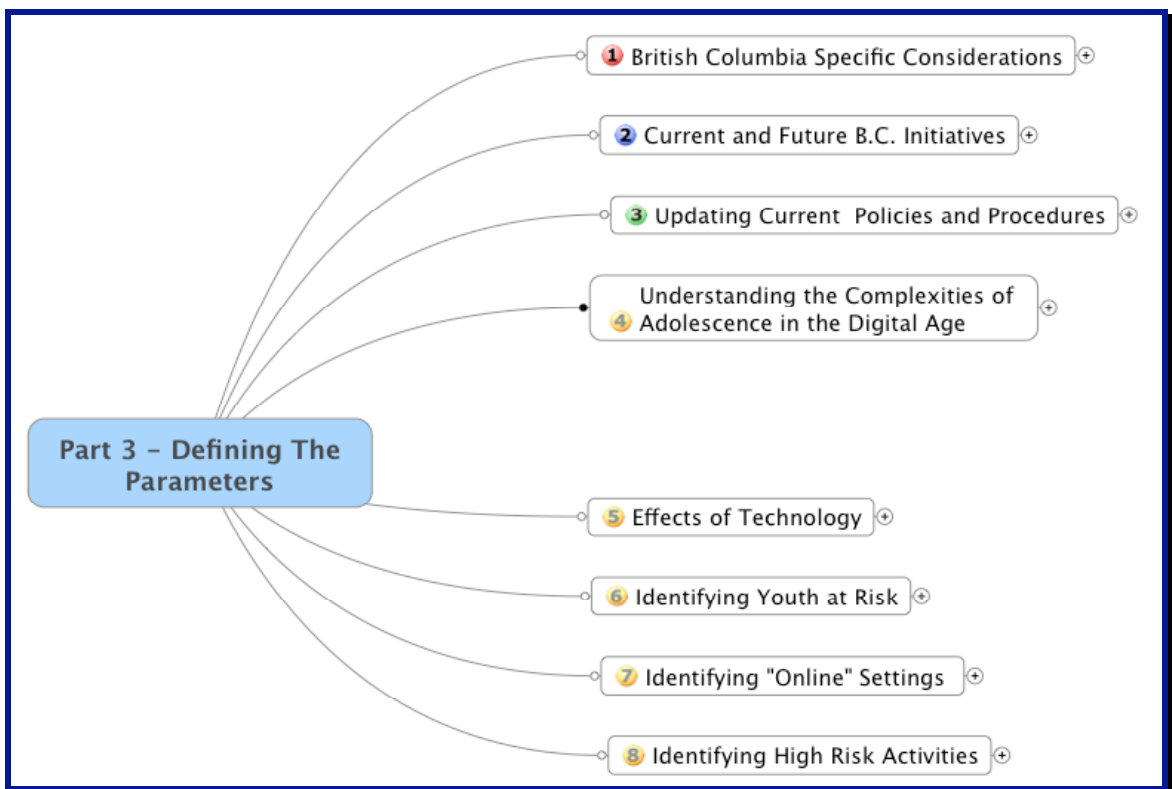 1 British Columbia Specific Considerations
2 Current and Future B.C. Initiatives
3 Updating Current  Policies and Procedures
Understanding the Complexities of
4 Adolescence in the Digital Age
Part 3 – Defining The
Parameters
5 Effects of Technology
6 Identifying Youth at Risk
7 Identifying "Online" Settings
8 Identifying High Risk Activities